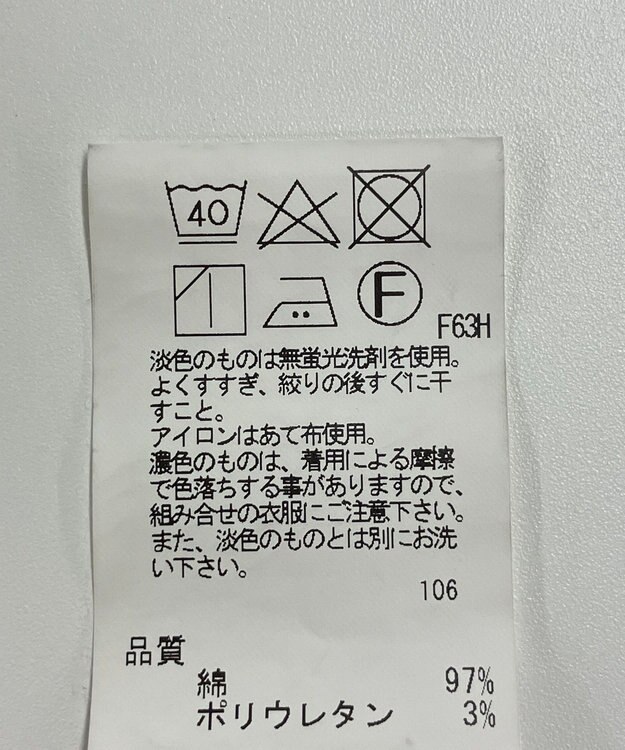 40
F
F63H
淡色のものは無蛍光洗剤を使用。
よくすすぎ、絞りの後すぐに干
すこと。
アイロンはあて布使用。
濃色のものは、着用による摩擦
で色落ちする事がありますので、
組み合せの衣服にご注意下さい。
また、淡色のものとは別にお洗
い下さい。
106
品質
綿 97%
ポリウレタン 3%